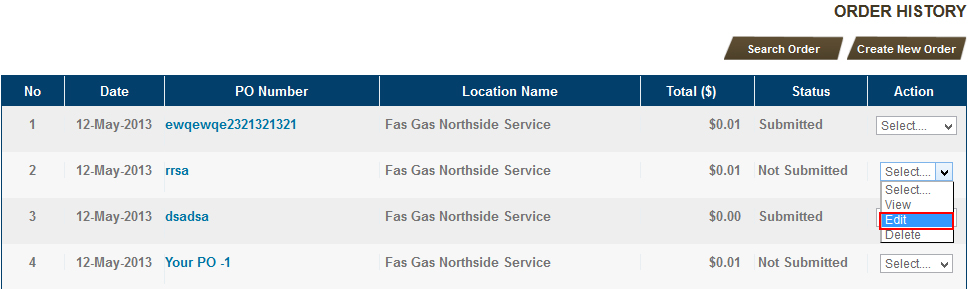 ORDER HISTORY
Search Order Create New Order
No Date PO Number Location Name Total ($) Status Action
1 12-May-2013 ewqewqe2321321321 Fas Gas Northside Service $0.01 Submitted Select....
2 12-May-2013 rrsa Fas Gas Northside Service $0.01 Not Submitted Select....
Select....
View
3 12-May-2013 dsadsa Fas Gas Northside Service $0.00 Submitted Edit
Delete
4 12-May-2013 Your PO -1 Fas Gas Northside Service $0.01 Not Submitted Select....